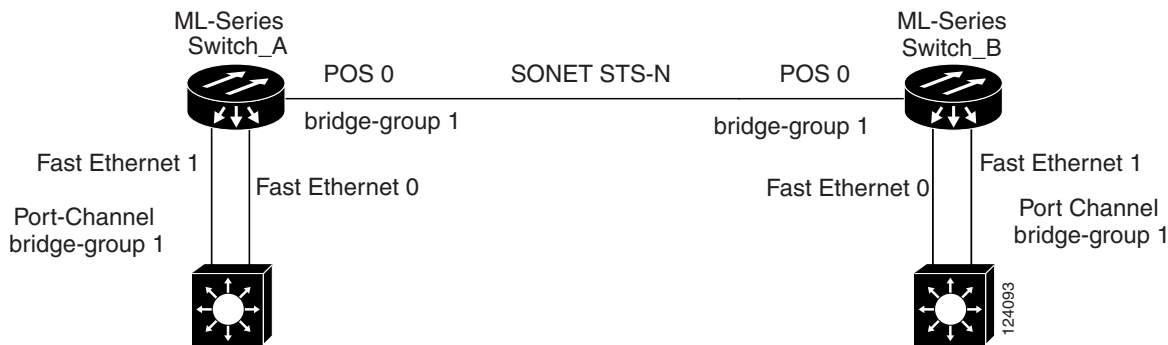 ML-Series
Switch_A
ML-Series
Switch_B
POS 0
SONET STS-N
POS 0
bridge-group 1
bridge-group 1
Fast Ethernet 1
Fast Ethernet 0
Fast Ethernet 0
Fast Ethernet 1
Port-Channel
bridge-group 1
Port Channel
bridge-group 1
124093